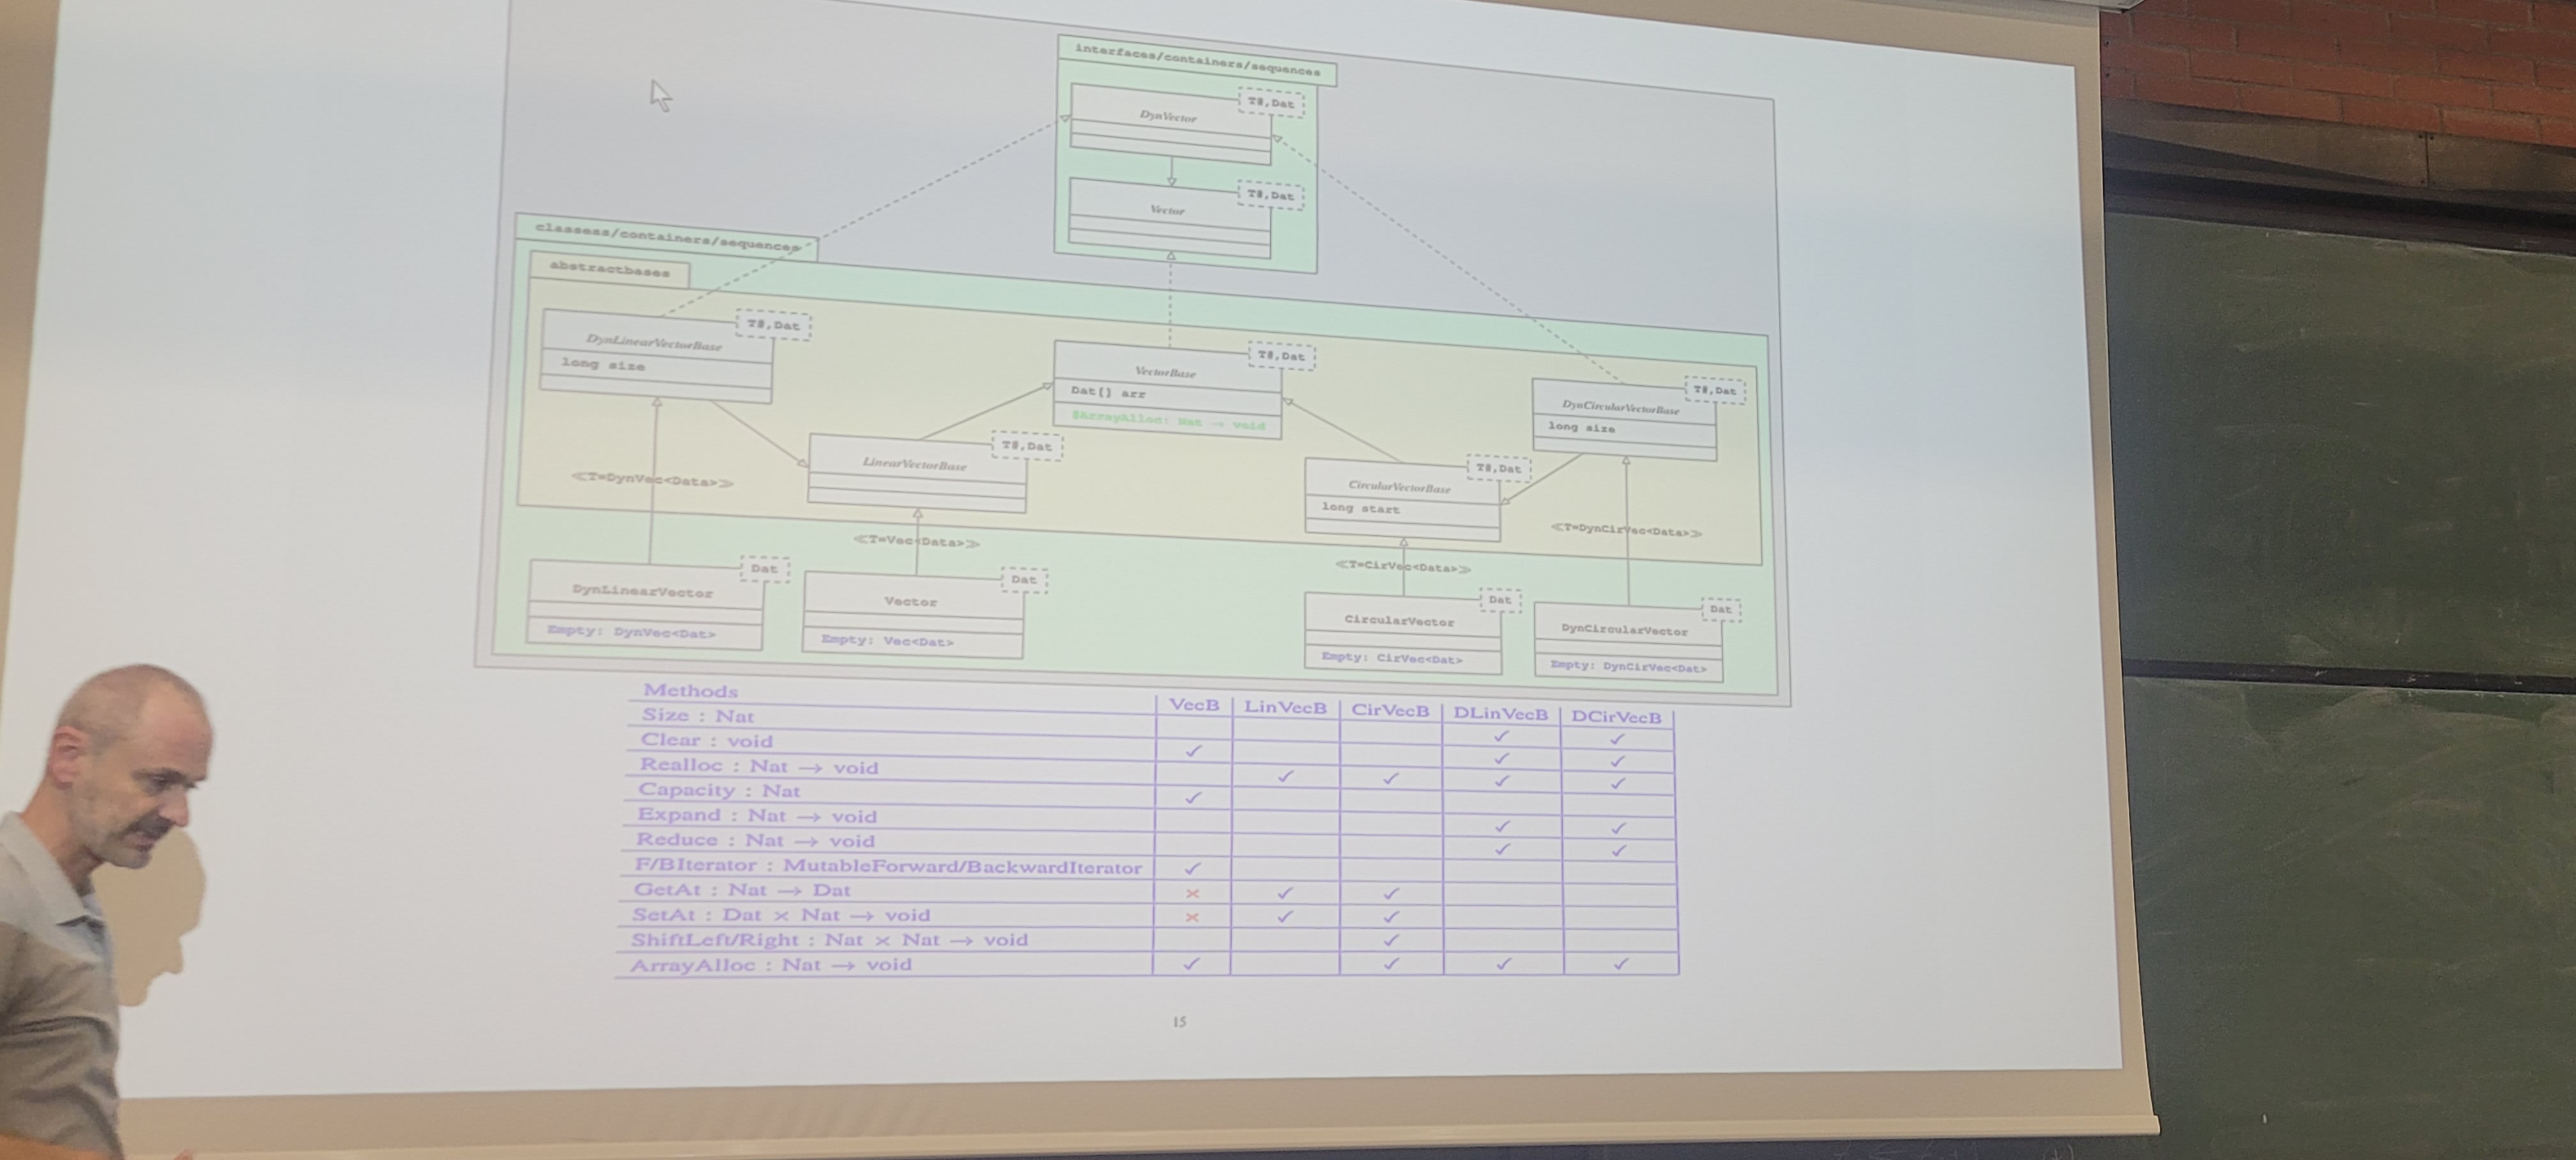 interfaces/containers/sequences
T&,Dat
DynVector
T&,Dat
Vector
classess/containers/sequences
abstractbases
T&,Dat
DynLinearVectorBase
long size
T&,Dat
VectorBase
Dat[] arr
$ArrayAlloc: Nat → void
T&,Dat
DynCircularVectorBase
long size
T&,Dat
LinearVectorBase
T&,Dat
CircularVectorBase
long start
≪T=DynVec<Data>≫
≪T=Vec<Data>≫
≪T=CirVec<Data>≫
≪T=DynCirVec<Data>≫
Dat
DynLinearVector
Empty: DynVec<Dat>
Dat
Vector
Empty: Vec<Dat>
Dat
CircularVector
Empty: CirVec<Dat>
Dat
DynCircularVector
Empty: DynCirVec<Dat>
Methods VecB LinVecB CirVecB DLinVecB DCirVecB
Size : Nat ✓ ✓
Clear : void ✓ ✓ ✓
Realloc : Nat → void ✓ ✓ ✓ ✓
Capacity : Nat ✓
Expand : Nat → void ✓ ✓
Reduce : Nat → void ✓ ✓
F/BIterator : MutableForward/BackwardIterator ✓
GetAt : Nat → Dat × ✓ ✓
SetAt : Dat × Nat → void × ✓ ✓
ShiftLeft/Right : Nat × Nat → void ✓
ArrayAlloc : Nat → void ✓ ✓ ✓ ✓
15